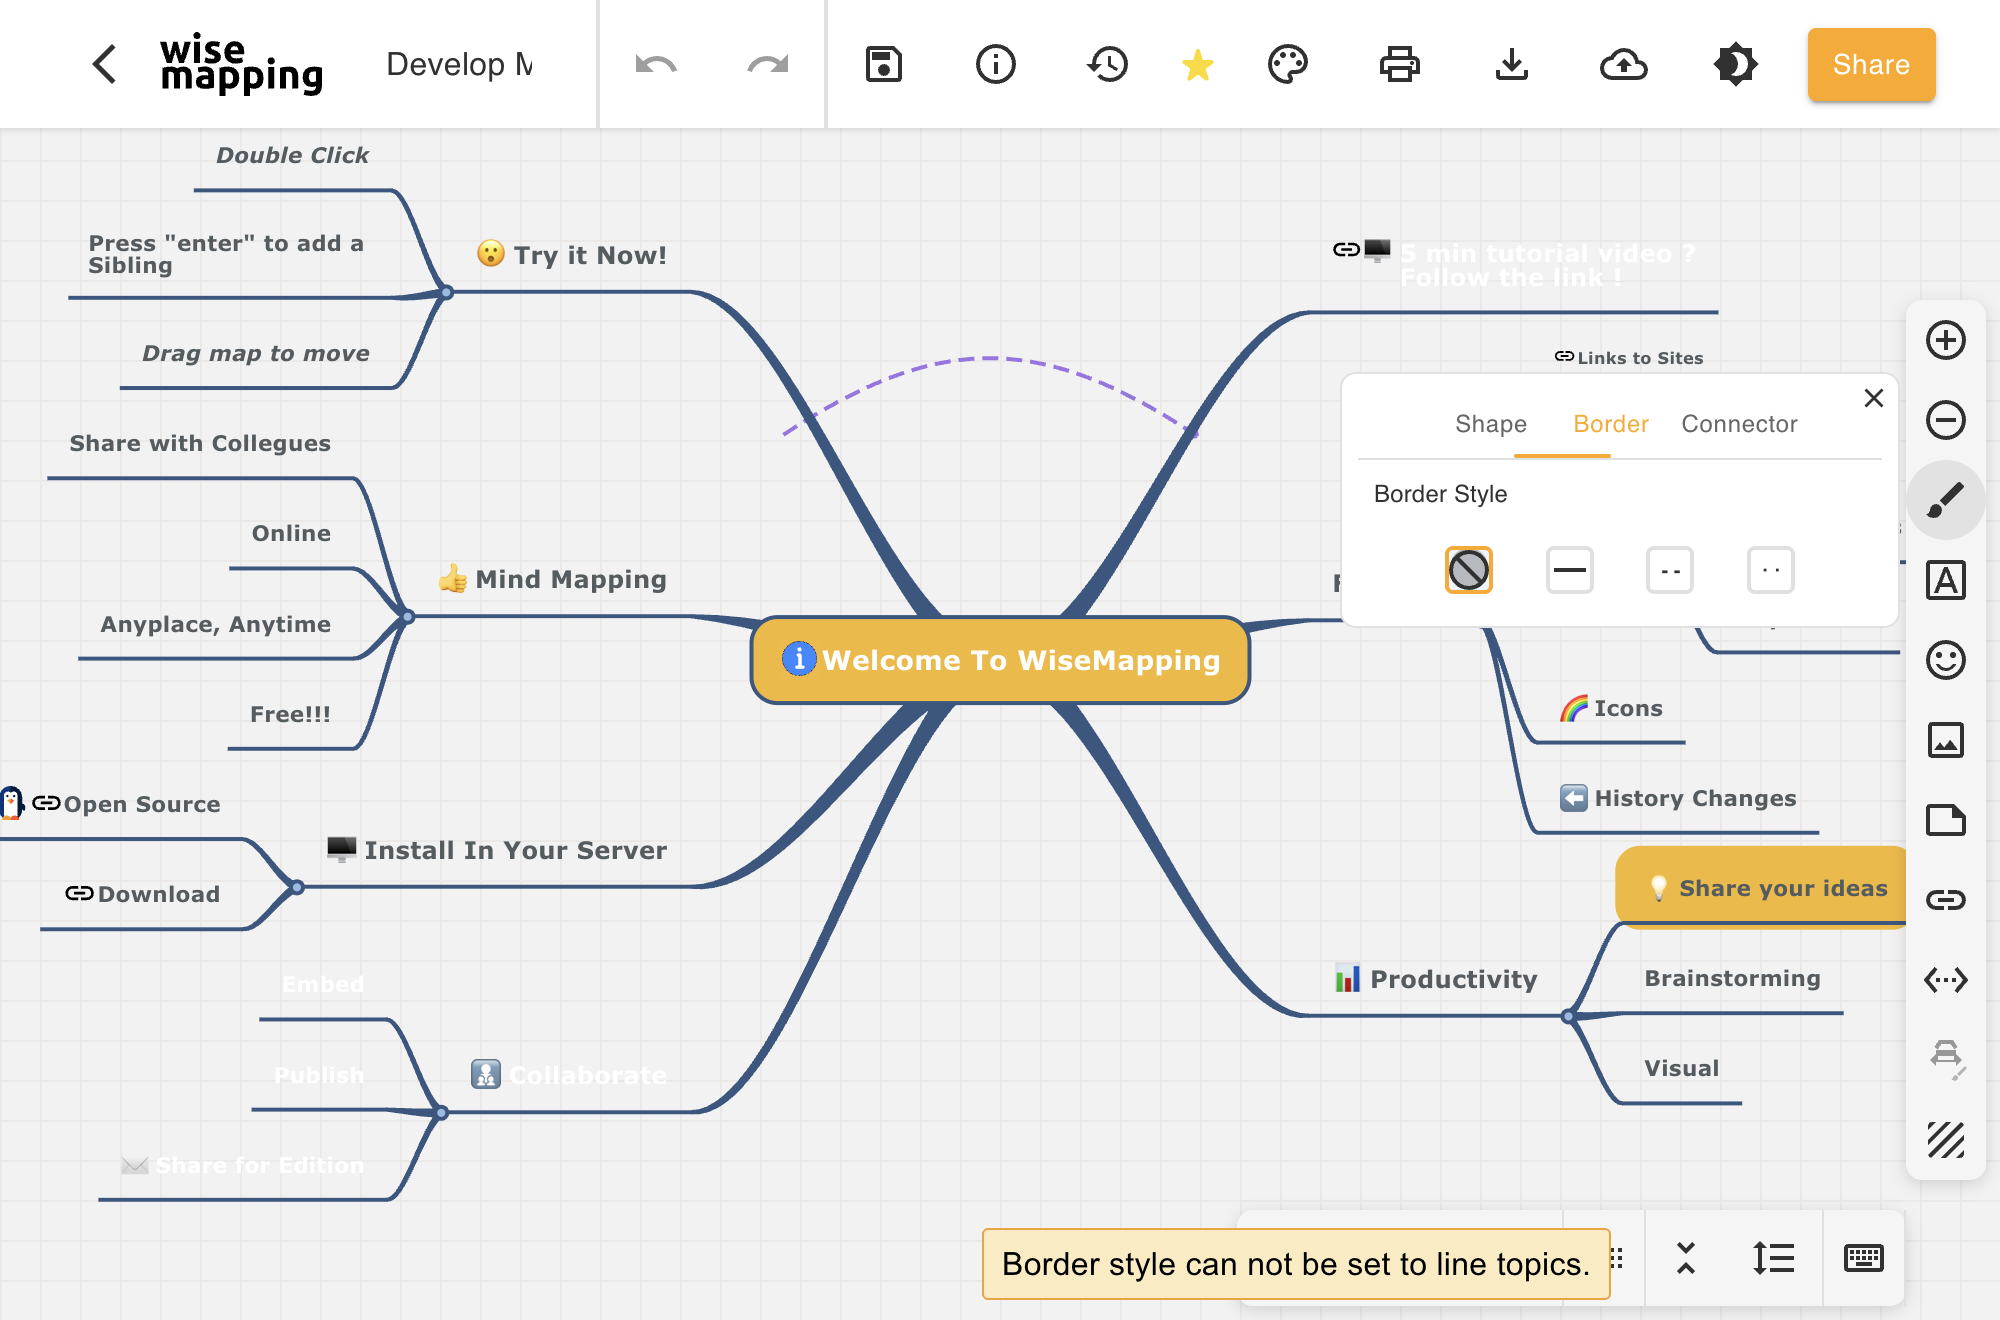 wise
mapping
Develop M
Share
Double Click
Press "enter" to add a
Sibling
Try it Now!
Drag map to move
5 min tutorial video ?
Follow the link !
Links to Sites
Shape Border Connector
Border Style
Share with Collegues
Online
Mind Mapping
Anyplace, Anytime
Free!!!
Welcome To WiseMapping
Icons
History Changes
Open Source
Install In Your Server
Download
Share your ideas
Productivity
Brainstorming
Visual
Embed
Publish
Collaborate
Share for Edition
Border style can not be set to line topics.